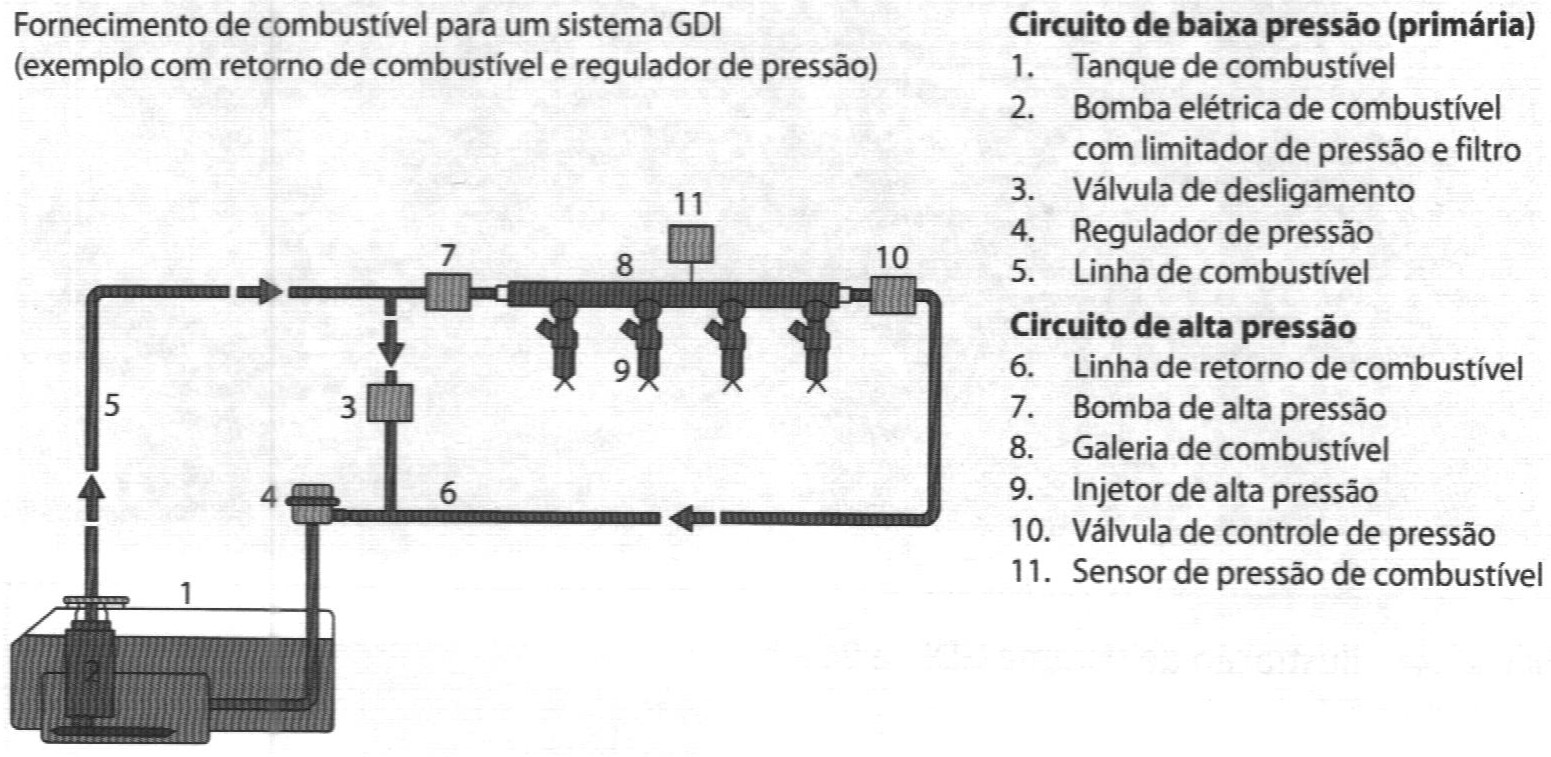 Fornecimento de combustível para um sistema GDI
(exemplo com retorno de combustível e regulador de pressão)
11
7
8
10
5
3
9
4
6
1
2
Circuito de baixa pressão (primária)
1. Tanque de combustível
2. Bomba elétrica de combustível
com limitador de pressão e filtro
3. Válvula de desligamento
4. Regulador de pressão
5. Linha de combustível
Circuito de alta pressão
6. Linha de retorno de combustível
7. Bomba de alta pressão
8. Galeria de combustível
9. Injetor de alta pressão
10. Válvula de controle de pressão
11. Sensor de pressão de combustível